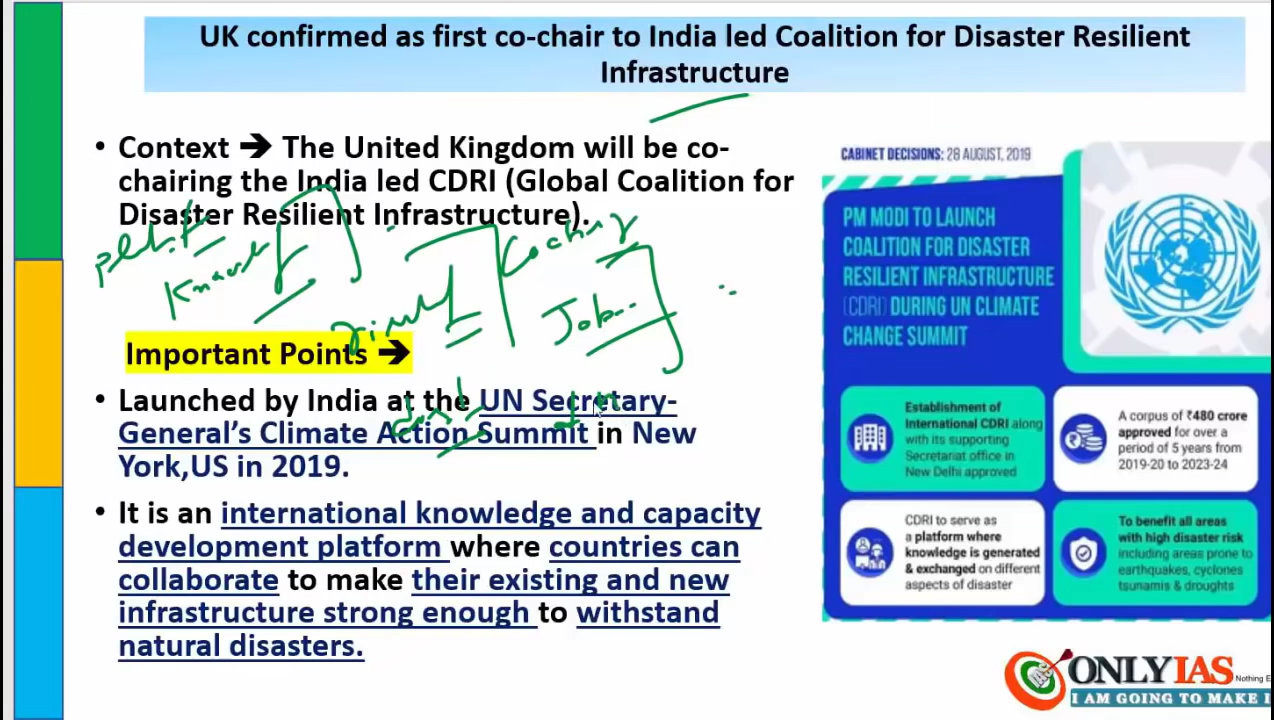 UK confirmed as first co-chair to India led Coalition for Disaster Resilient
Infrastructure
• Context ➔ The United Kingdom will be co-
chairing the India led CDRI (Global Coalition for
Disaster Resilient Infrastructure).
Coching
Job
Important Points ➔
• Launched by India at the UN Secretary-
General's Climate Action Summit in New
York,US in 2019.
• It is an international knowledge and capacity
development platform where countries can
collaborate to make their existing and new
infrastructure strong enough to withstand
natural disasters.
CABINET DECISIONS: 28 AUGUST, 2019
PM MODI TO LAUNCH
COALITION FOR DISASTER
RESILIENT INFRASTRUCTURE
(CDRI) DURING UN CLIMATE
CHANGE SUMMIT
Establishment of
International CDRI along
with its supporting
Secretariat office in
New Delhi approved
A corpus of ₹480 crore
approved for over a
period of 5 years from
2019-20 to 2023-24
CDRI to serve as
a platform where
knowledge is generated
& exchanged on different
aspects of disaster
To benefit all areas
with high disaster risk
including areas prone to
earthquakes, cyclones
tsunamis & droughts
ONLYIAS
Nothing E
I AM GOING TO MAKE I